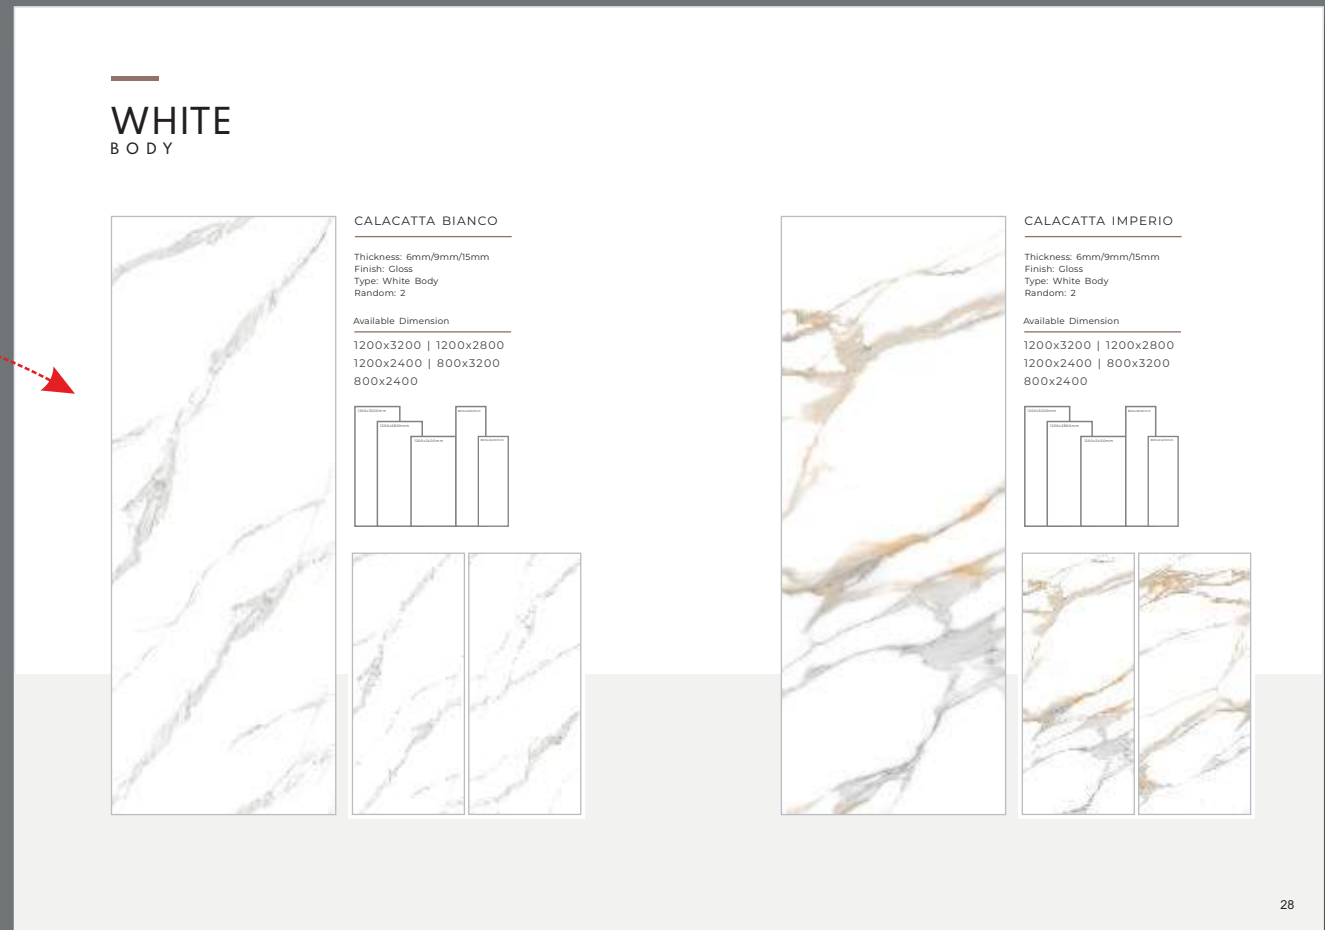 WHITE
BODY
CALACATTA BIANCO
Thickness: 6mm/9mm/15mm
Finish: Gloss
Type: White Body
Random: 2
Available Dimension
1200x3200 | 1200x2800
1200x2400 | 800x3200
800x2400
CALACATTA IMPERIO
Thickness: 6mm/9mm/15mm
Finish: Gloss
Type: White Body
Random: 2
Available Dimension
1200x3200 | 1200x2800
1200x2400 | 800x3200
800x2400
28